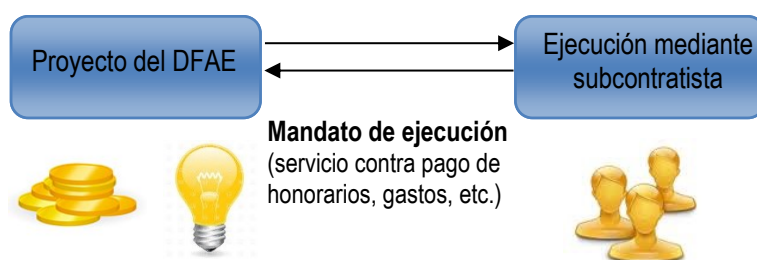 Proyecto del DFAE
Ejecución mediante
subcontratista
Mandato de ejecución
(servicio contra pago de
honorarios, gastos, etc.)